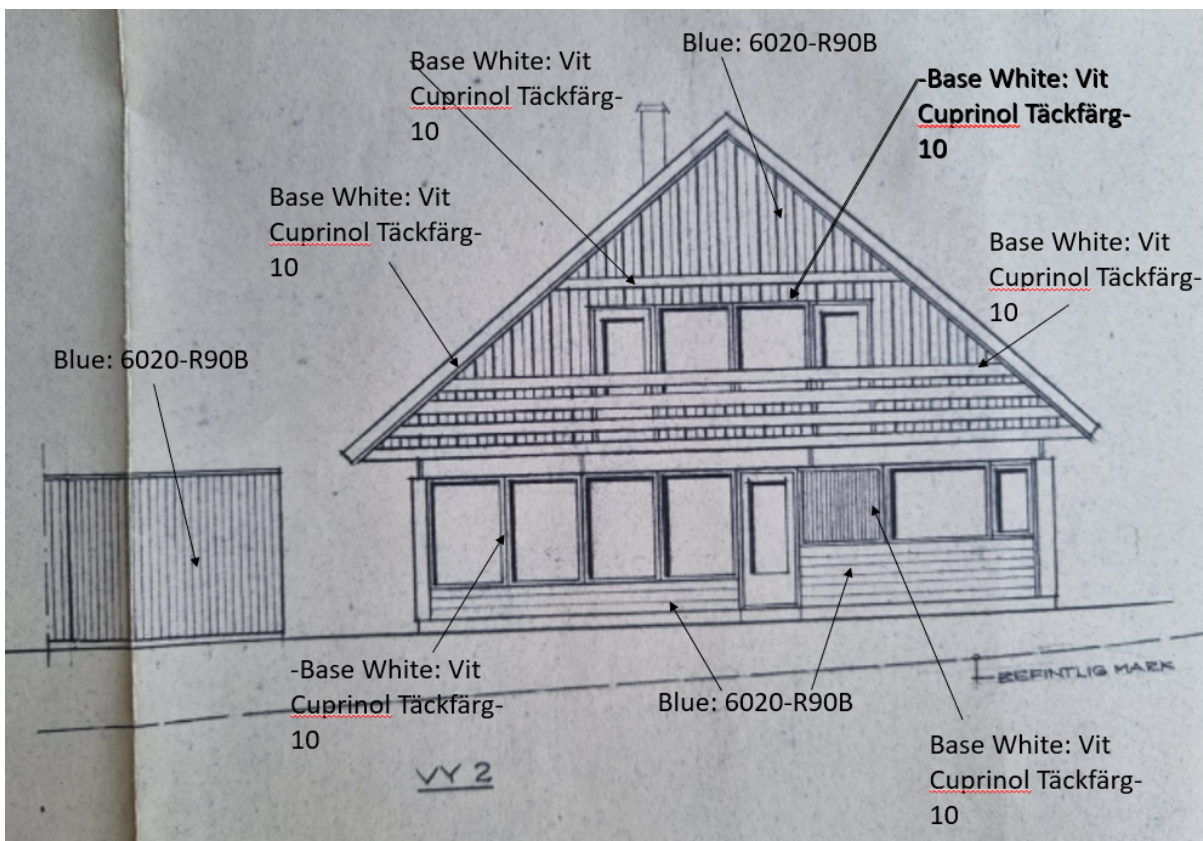 Base White: Vit
Cuprinol Täckfärg-
10
Blue: 6020-R90B
-Base White: Vit
Cuprinol Täckfärg-
10
Base White: Vit
Cuprinol Täckfärg-
10
Base White: Vit
Cuprinol Täckfärg-
10
Blue: 6020-R90B
-Base White: Vit
Cuprinol Täckfärg-
10
Blue: 6020-R90B
BEFINTLIG MARK
Base White: Vit
Cuprinol Täckfärg-
10
VY 2